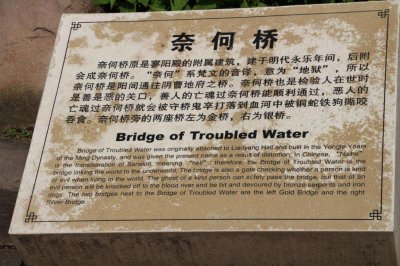 奈何桥
奈何桥原是寥阳殿的附属建筑，建于明代永乐年间，后附
会成奈何桥。“奈何”系梵文的音译，意为“地狱”，所以
奈何桥是阳间通往阴曹地府之桥。奈何桥也是检验人在世时
是善是恶的关口，善人的亡魂过奈何桥能顺利通过，恶人的
亡魂过奈何桥就会被守桥鬼卒打落到血河中被铜蛇铁狗撕咬
吞食。奈何桥旁的两座桥左为金桥，右为银桥。
Bridge of Troubled Water
Bridge of Troubled Water was originally attached to Liaoyang Hall and built in the Yongle Years
of the Ming Dynasty, and was given the present name as a result of distortion. In Chinese, "Naihe"
is the transliteration of Sanskrit, meaning "hell"; therefore, the Bridge of Troubled Water is the
bridge linking the world to the underworld. The bridge is also a gate checking whether a person is kind
or evil when living in the world. The ghost of a kind person can safely pass the bridge, but that of an
evil person will be knocked off to the blood river and be bit and devoured by bronze serpents and iron
dogs. The two bridges next to the Bridge of Troubled Water are the left Gold Bridge and the right
Silver Bridge.